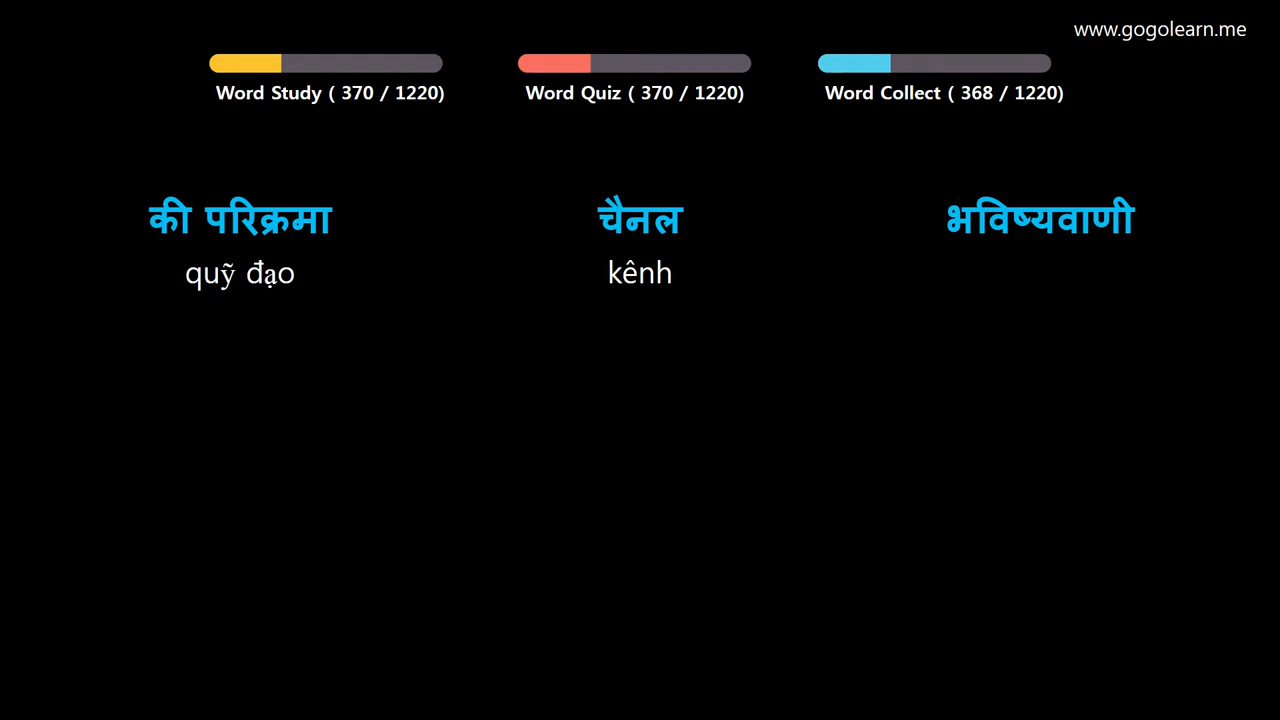 www.gogolearn.me
Word Study ( 370 / 1220)
Word Quiz ( 370 / 1220)
Word Collect ( 368 / 1220)
की परिक्रमा
चैनल
भविष्यवाणी
quỹ đạo
kênh